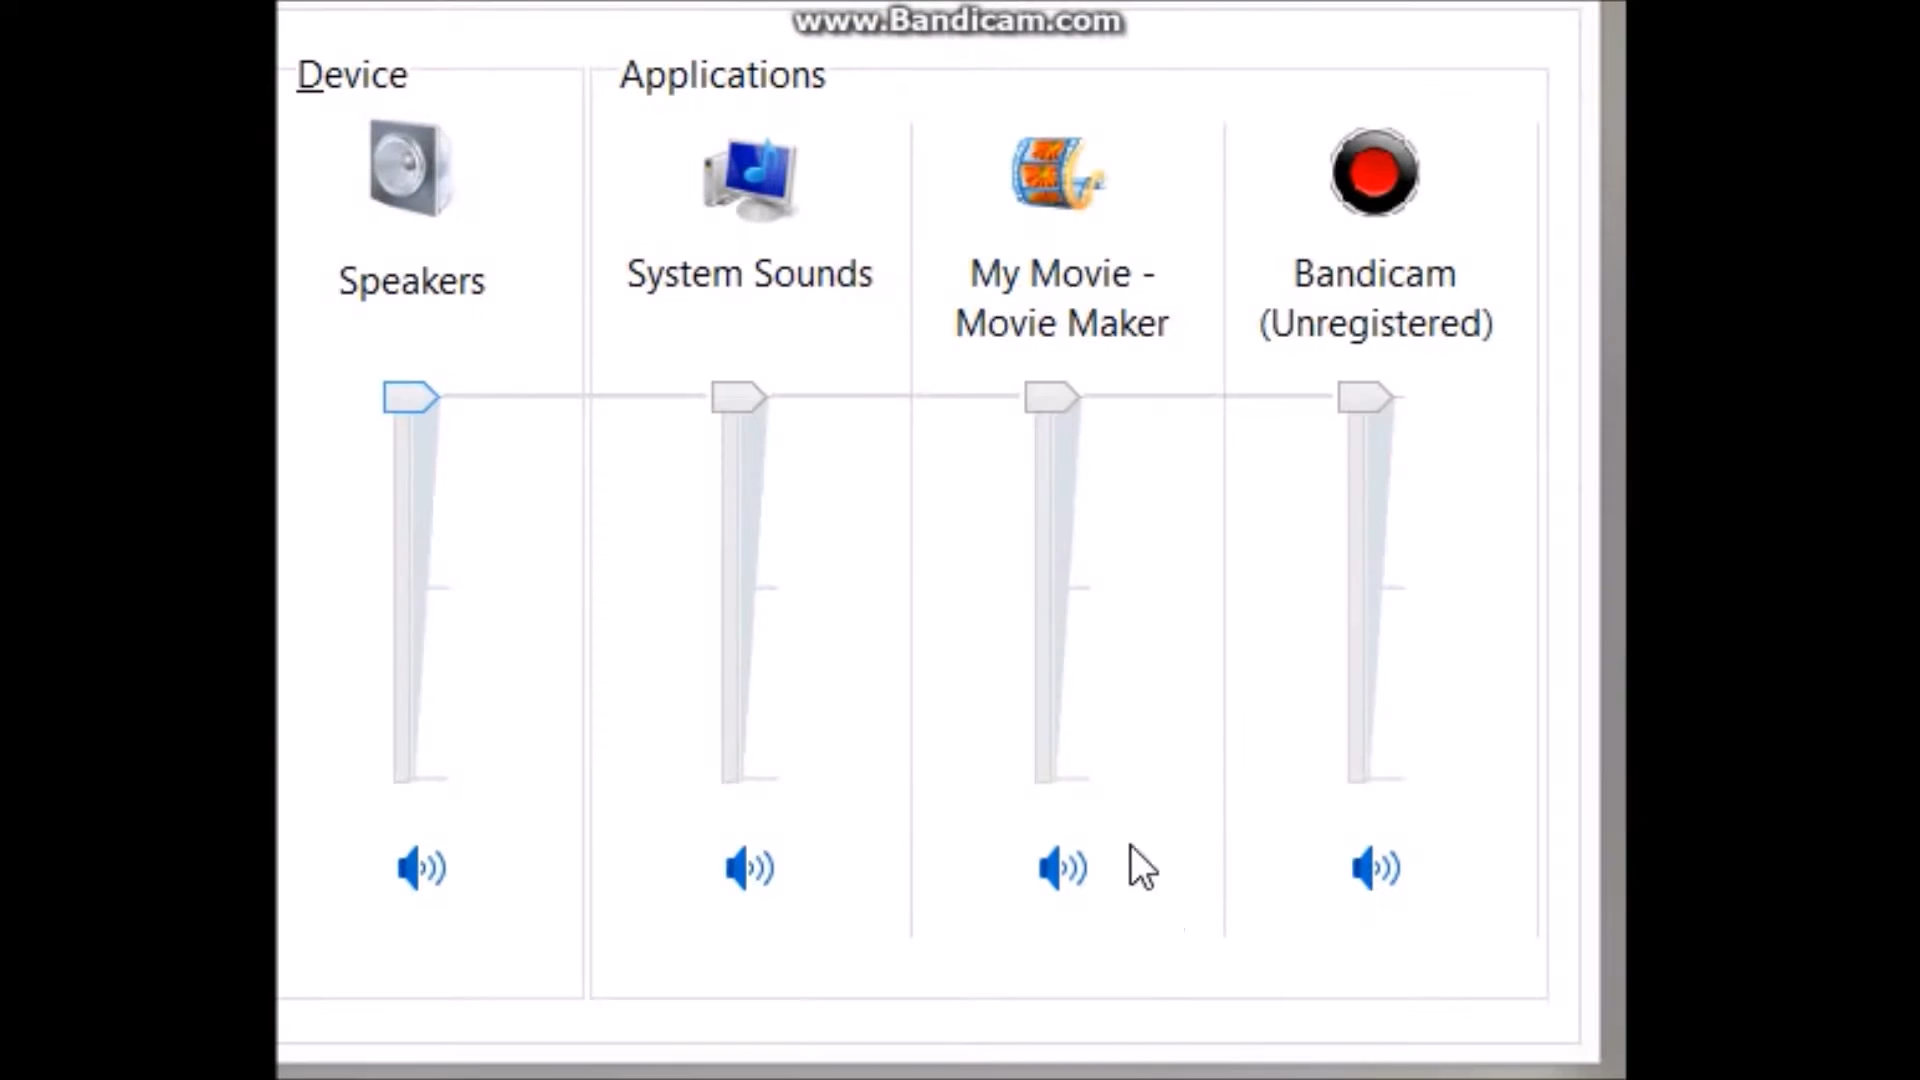 www.Bandicam.com
Device
Applications
Speakers
System Sounds
My Movie -
Movie Maker
Bandicam
(Unregistered)